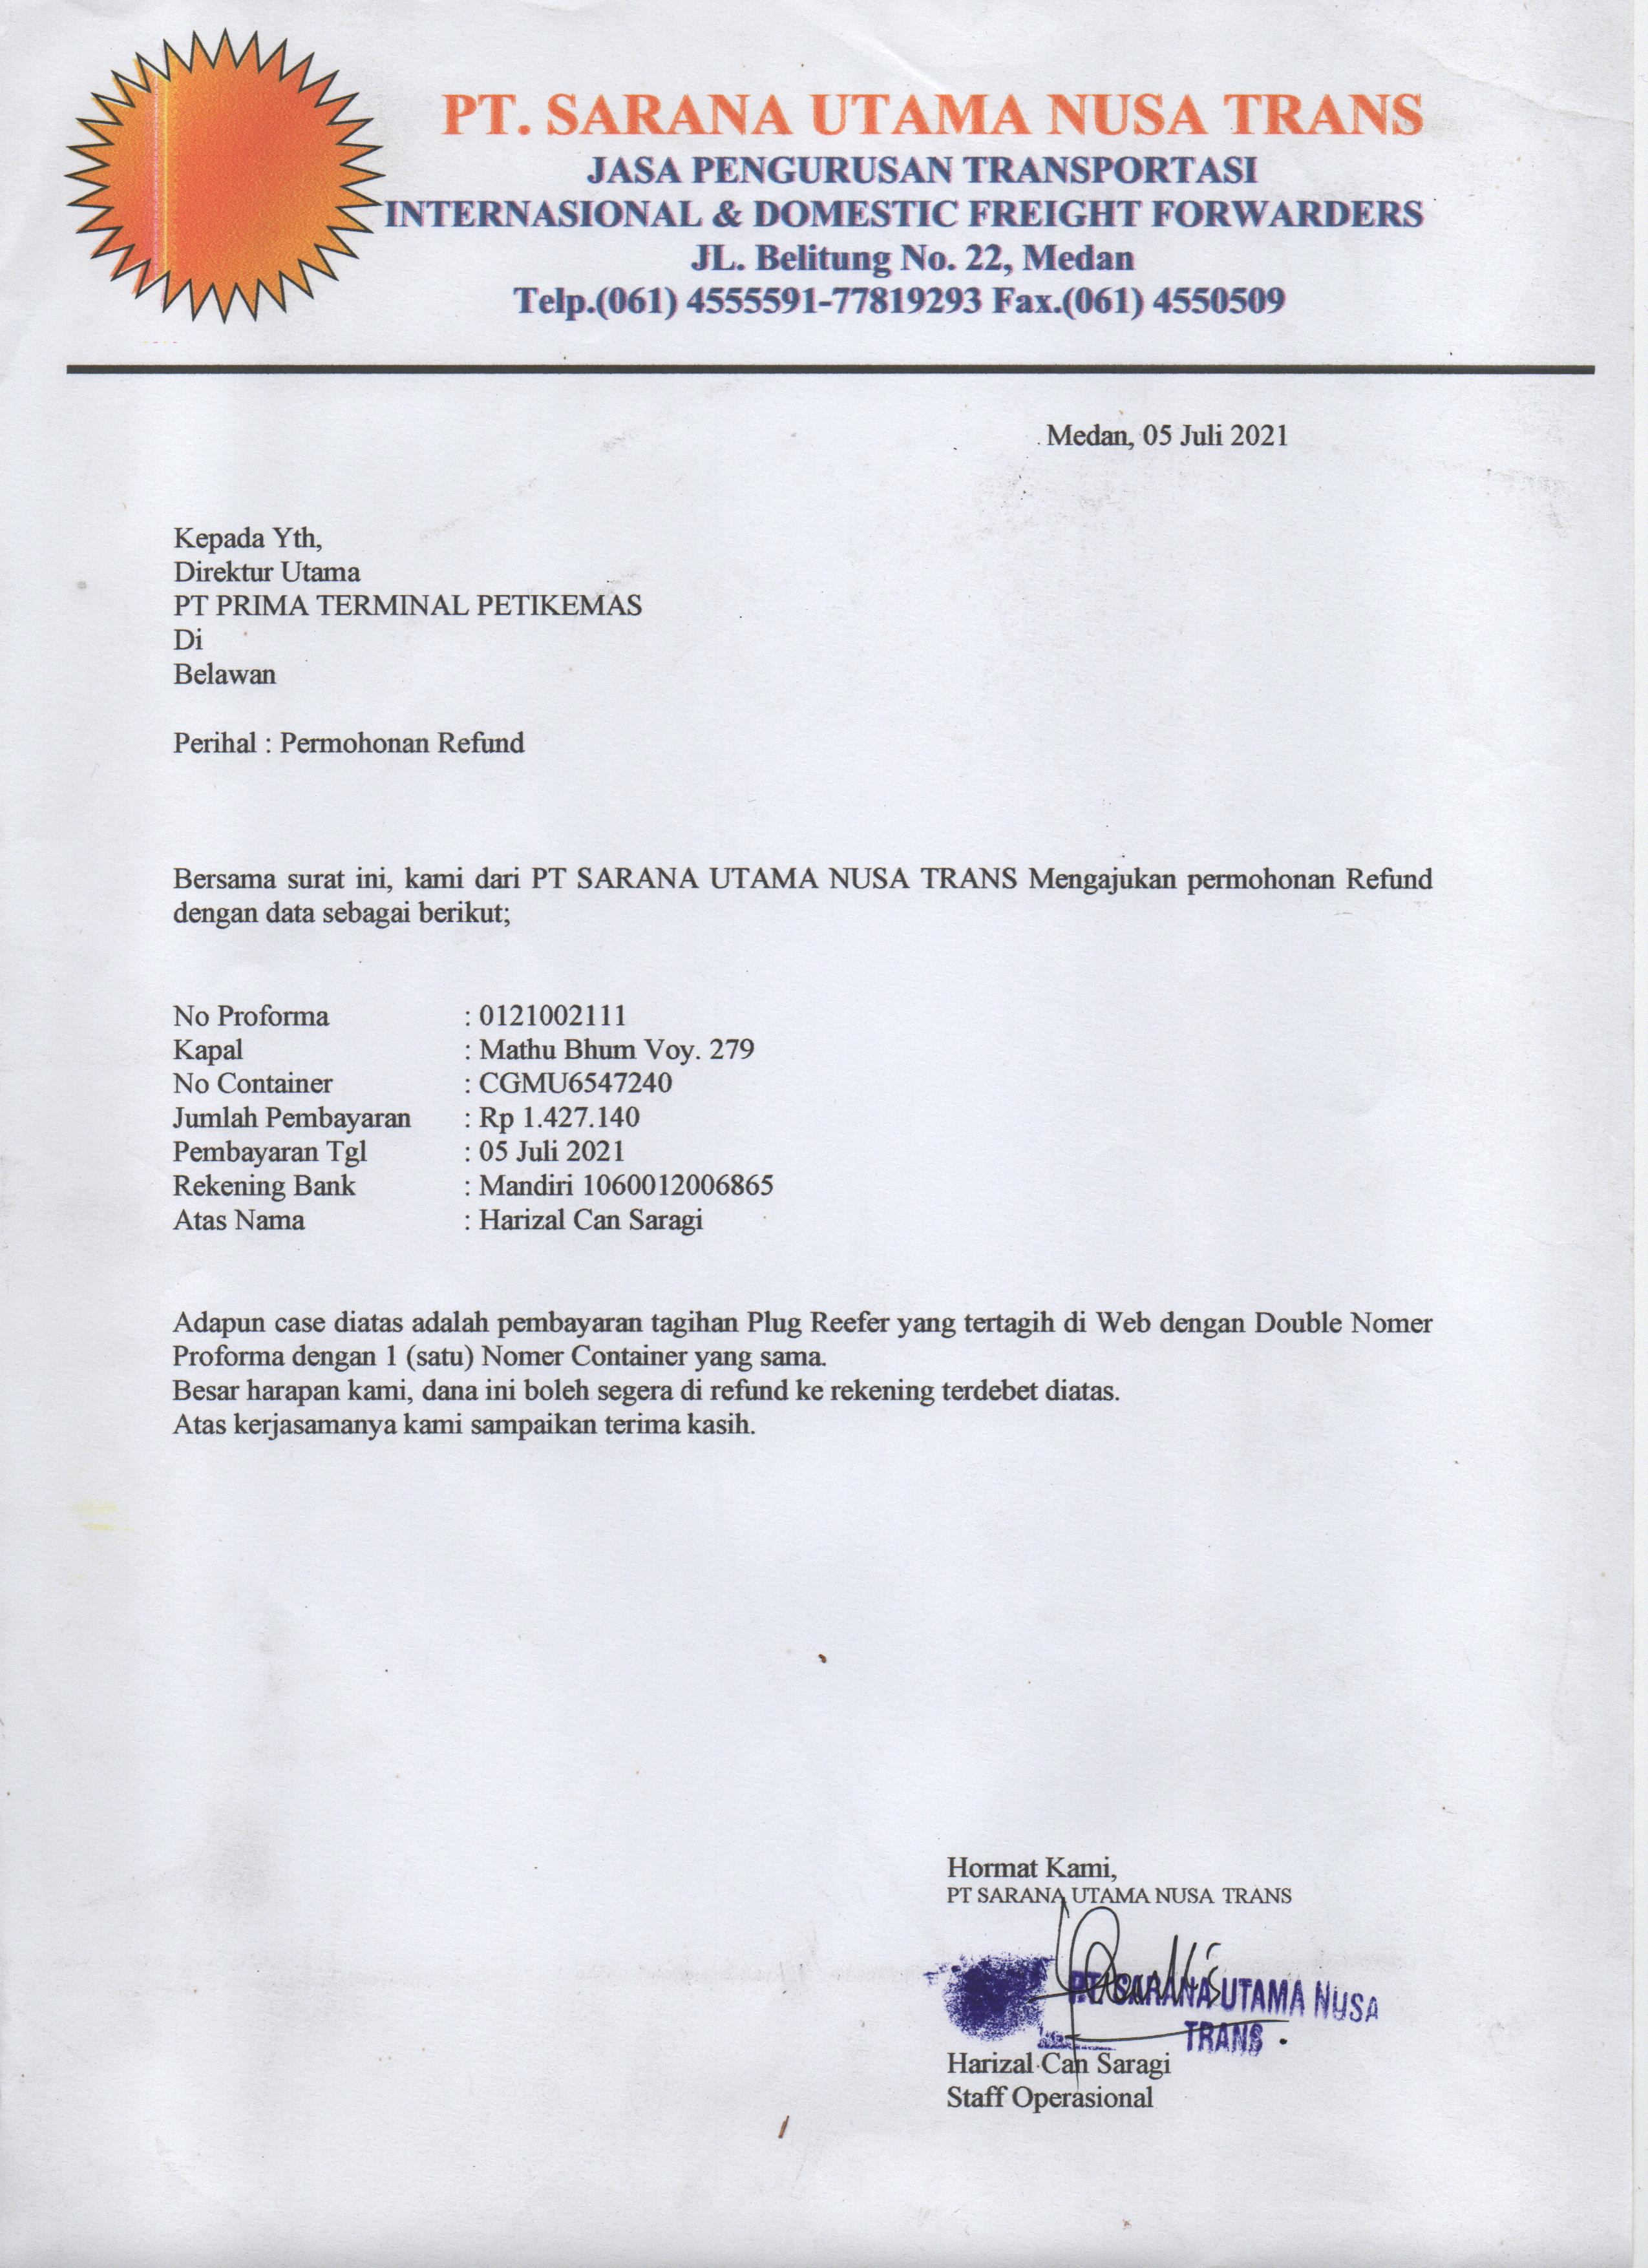 PT. SARANA UTAMA NUSA TRANS
JASA PENGURUSAN TRANSPORTASI
INTERNASIONAL & DOMESTIC FREIGHT FORWARDERS
JL. Belitung No. 22, Medan
Telp.(061) 4555591-77819293 Fax.(061) 4550509
Medan, 05 Juli 2021
Kepada Yth,
Direktur Utama
PT PRIMA TERMINAL PETIKEMAS
Di
Belawan
Perihal : Permohonan Refund
Bersama surat ini, kami dari PT SARANA UTAMA NUSA TRANS Mengajukan permohonan Refund
dengan data sebagai berikut;
No Proforma : 0121002111
Kapal : Mathu Bhum Voy. 279
No Container : CGMU6547240
Jumlah Pembayaran : Rp 1.427.140
Pembayaran Tgl : 05 Juli 2021
Rekening Bank : Mandiri 1060012006865
Atas Nama : Harizal Can Saragi
Adapun case diatas adalah pembayaran tagihan Plug Reefer yang tertagih di Web dengan Double Nomer
Proforma dengan 1 (satu) Nomer Container yang sama.
Besar harapan kami, dana ini boleh segera di refund ke rekening terdebet diatas.
Atas kerjasamanya kami sampaikan terima kasih.
Hormat Kami,
PT SARANA UTAMA NUSA TRANS
PT. SARANA UTAMA NUSA
TRANS
Harizal Can Saragi
Staff Operasional